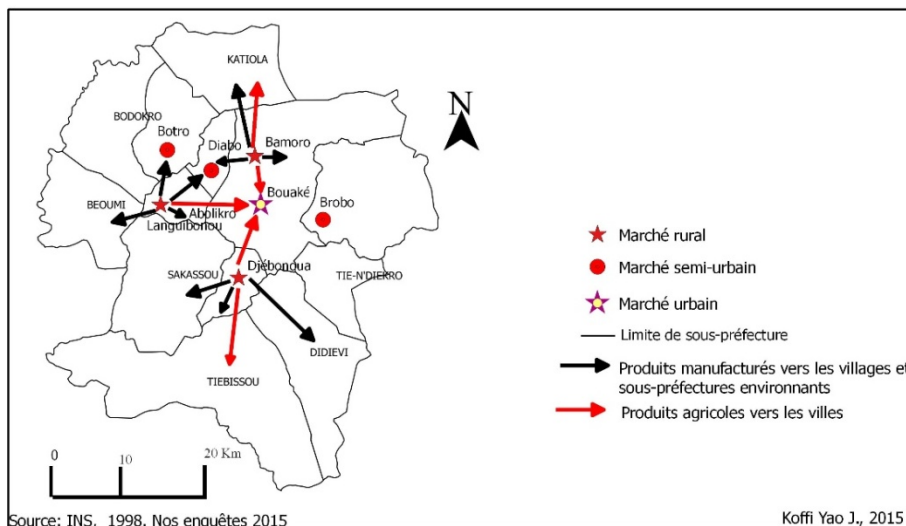 KATIOLA
N
BODOKRO
Botro
Diabo
Bamoro
BEOUMI
Abolikro
Bouaké
Brobo
Languibonou
SAKASSOU
Djébonoua
TIE-N'DIERRO
DIDIEVI
TIEBISSOU
Marché rural
Marché semi-urbain
Marché urbain
Limite de sous-préfecture
Produits manufacturés vers les villages et
sous-préfectures environnants
Produits agricoles vers les villes
0 10 20 Km
Source: INS, 1998, Nos enquêtes 2015
Koffi Yao J., 2015